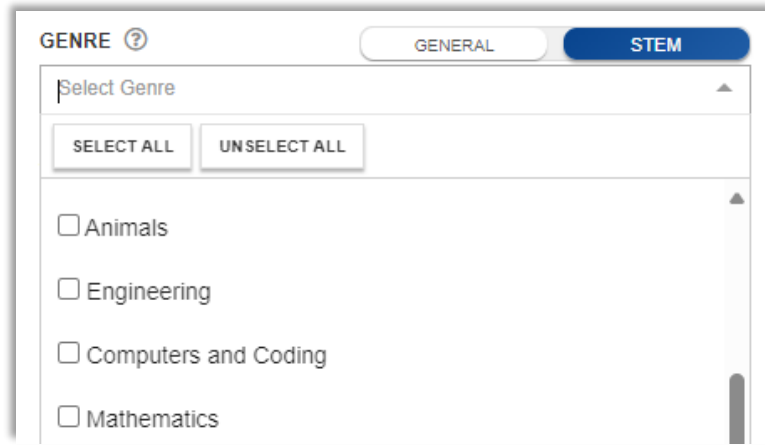 GENRE ? GENERAL STEM
Select Genre
SELECT ALL UNSELECT ALL
Animals
Engineering
Computers and Coding
Mathematics